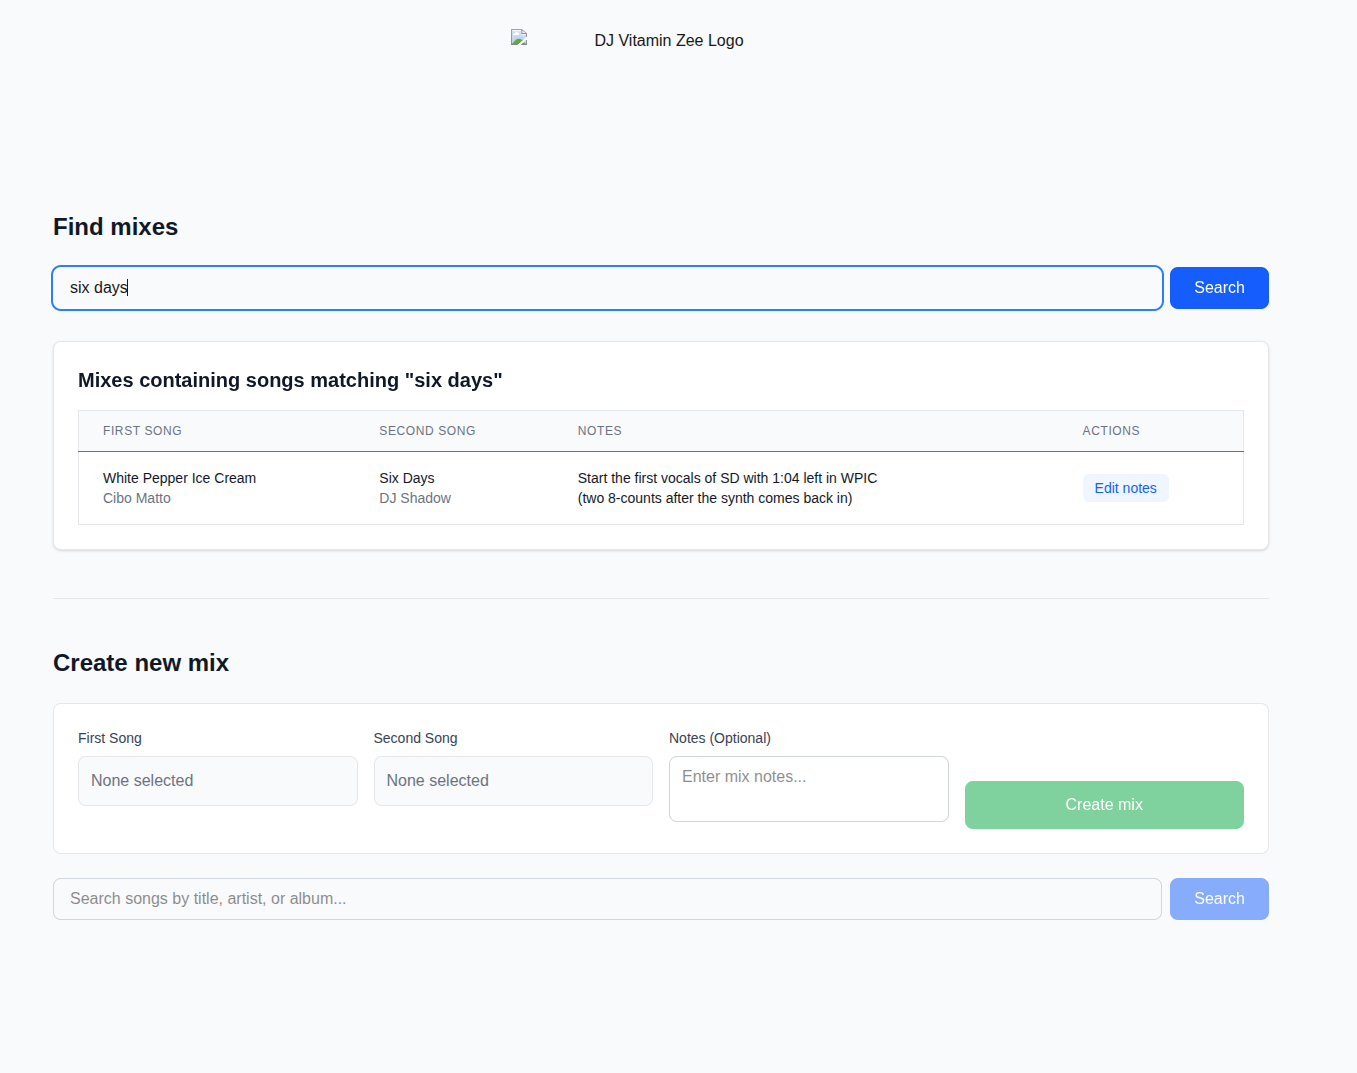 DJ Vitamin Zee Logo
Find mixes
six days
Search
Mixes containing songs matching "six days"
FIRST SONG SECOND SONG NOTES ACTIONS
White Pepper Ice Cream Six Days Start the first vocals of SD with 1:04 left in WPIC
Cibo Matto DJ Shadow (two 8-counts after the synth comes back in)
Edit notes
Create new mix
First Song Second Song Notes (Optional)
None selected None selected Enter mix notes...
Create mix
Search songs by title, artist, or album... Search